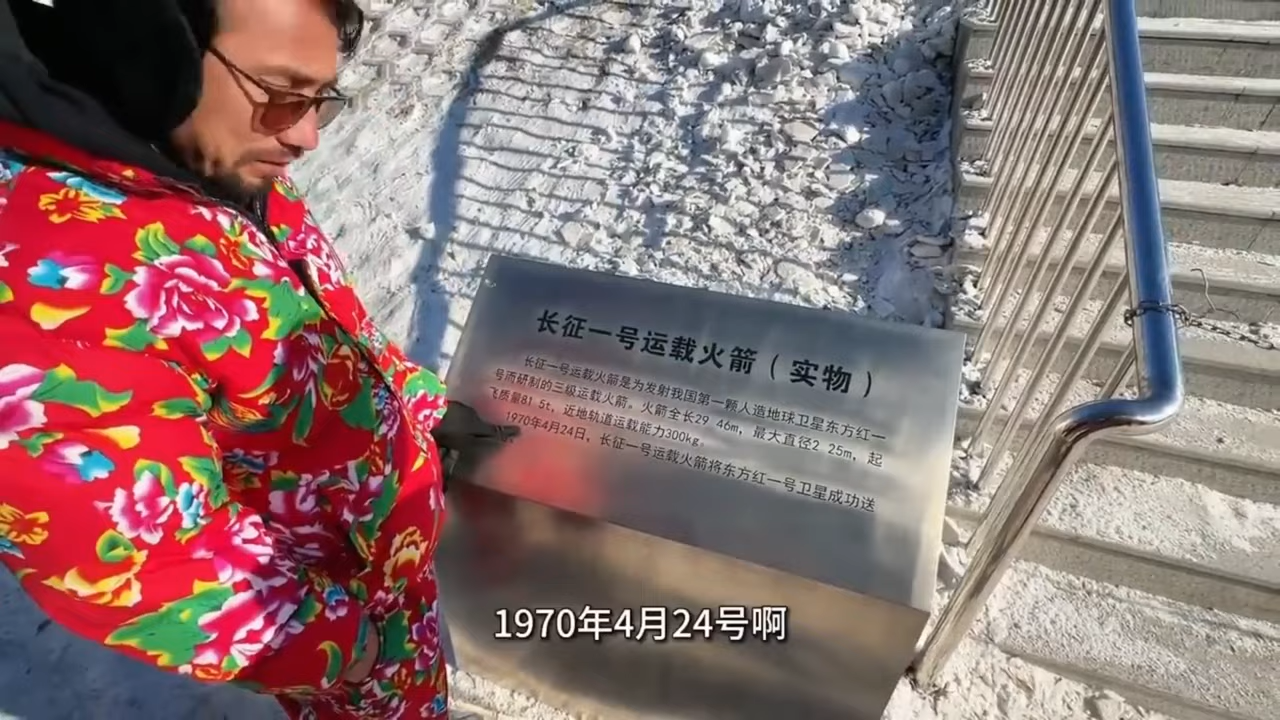 长征一号运载火箭（实物）
长征一号运载火箭是为发射我国第一颗人造地球卫星东方红一
号而研制的三级运载火箭。火箭全长29 46m，最大直径2 25m，起
飞质量81 5t，近地轨道运载能力300kg。
1970年4月24日，长征一号运载火箭将东方红一号卫星成功送
1970年4月24号啊